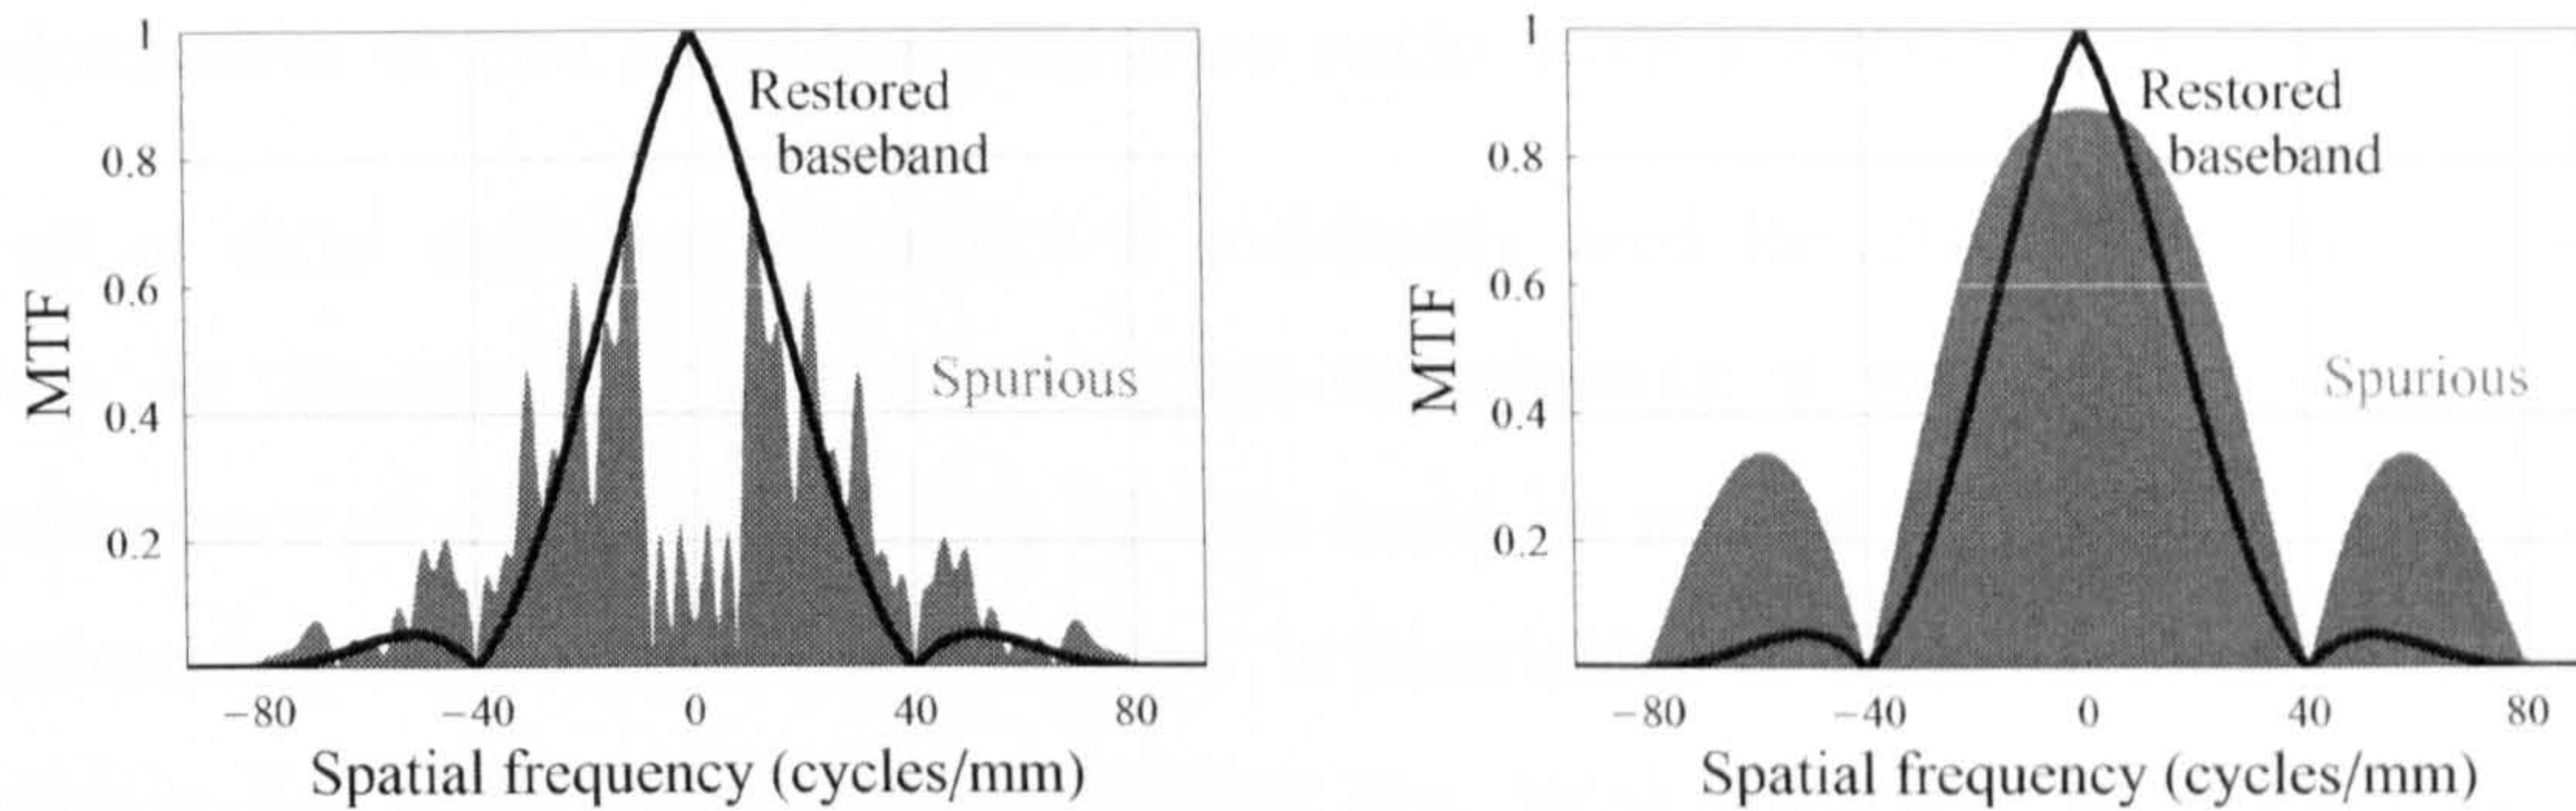 1
0.8
0.6
0.4
0.2
MTF
Restored
baseband
Spurious
−80 −40 0 40 80
Spatial frequency (cycles/mm)
1
0.8
0.6
0.4
0.2
MTF
Restored
baseband
Spurious
−80 −40 0 40 80
Spatial frequency (cycles/mm)